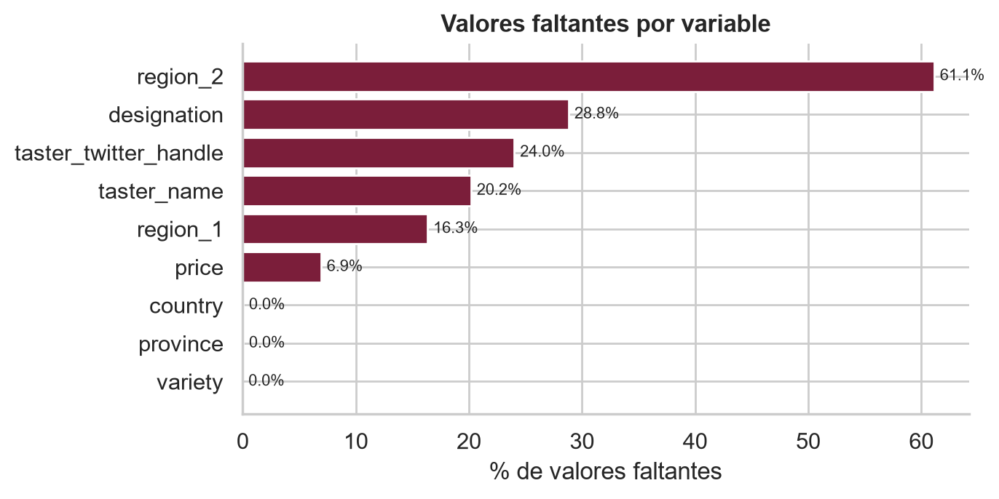 Valores faltantes por variable
region_2 61.1%
designation 28.8%
taster_twitter_handle 24.0%
taster_name 20.2%
region_1 16.3%
price 6.9%
country 0.0%
province 0.0%
variety 0.0%
0 10 20 30 40 50 60
% de valores faltantes